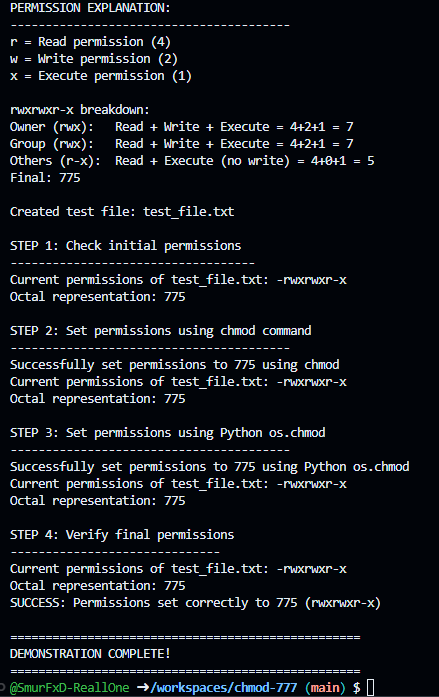 PERMISSION EXPLANATION:
----------------------------------------
r = Read permission (4)
w = Write permission (2)
x = Execute permission (1)

rwxrwxr-x breakdown:
Owner (rwx):   Read + Write + Execute = 4+2+1 = 7
Group (rwx):   Read + Write + Execute = 4+2+1 = 7
Others (r-x):  Read + Execute (no write) = 4+0+1 = 5
Final: 775

Created test file: test_file.txt

STEP 1: Check initial permissions
-----------------------------------
Current permissions of test_file.txt: -rwxrwxr-x
Octal representation: 775

STEP 2: Set permissions using chmod command
----------------------------------------
Successfully set permissions to 775 using chmod
Current permissions of test_file.txt: -rwxrwxr-x
Octal representation: 775

STEP 3: Set permissions using Python os.chmod
----------------------------------------
Successfully set permissions to 775 using Python os.chmod
Current permissions of test_file.txt: -rwxrwxr-x
Octal representation: 775

STEP 4: Verify final permissions
------------------------------
Current permissions of test_file.txt: -rwxrwxr-x
Octal representation: 775
SUCCESS: Permissions set correctly to 775 (rwxrwxr-x)

==================================================
DEMONSTRATION COMPLETE!
==================================================
@SmurFxD-ReallOne ➜/workspaces/chmod-777 (main) $